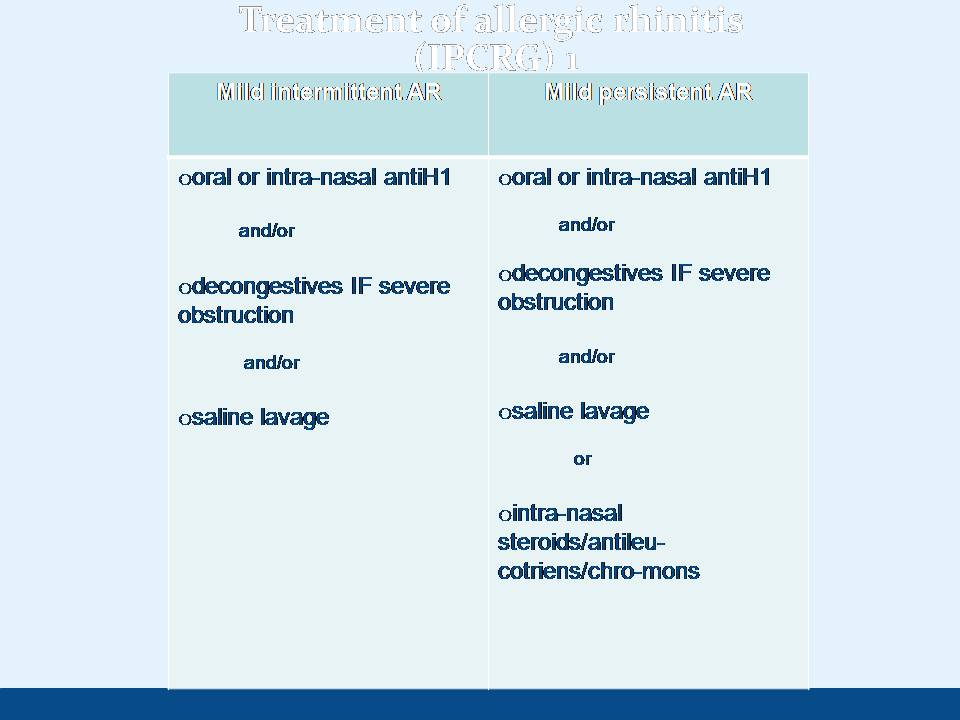 Treatment of allergic rhinitis
(IPCRG) 1
Mild intermittent AR
oral or intra-nasal antiH1
and/or
decongestives IF severe
obstruction
and/or
saline lavage
Mild persistent AR
oral or intra-nasal antiH1
and/or
decongestives IF severe
obstruction
and/or
saline lavage
or
intra-nasal
steroids/antileu-
cotriens/chro-mons